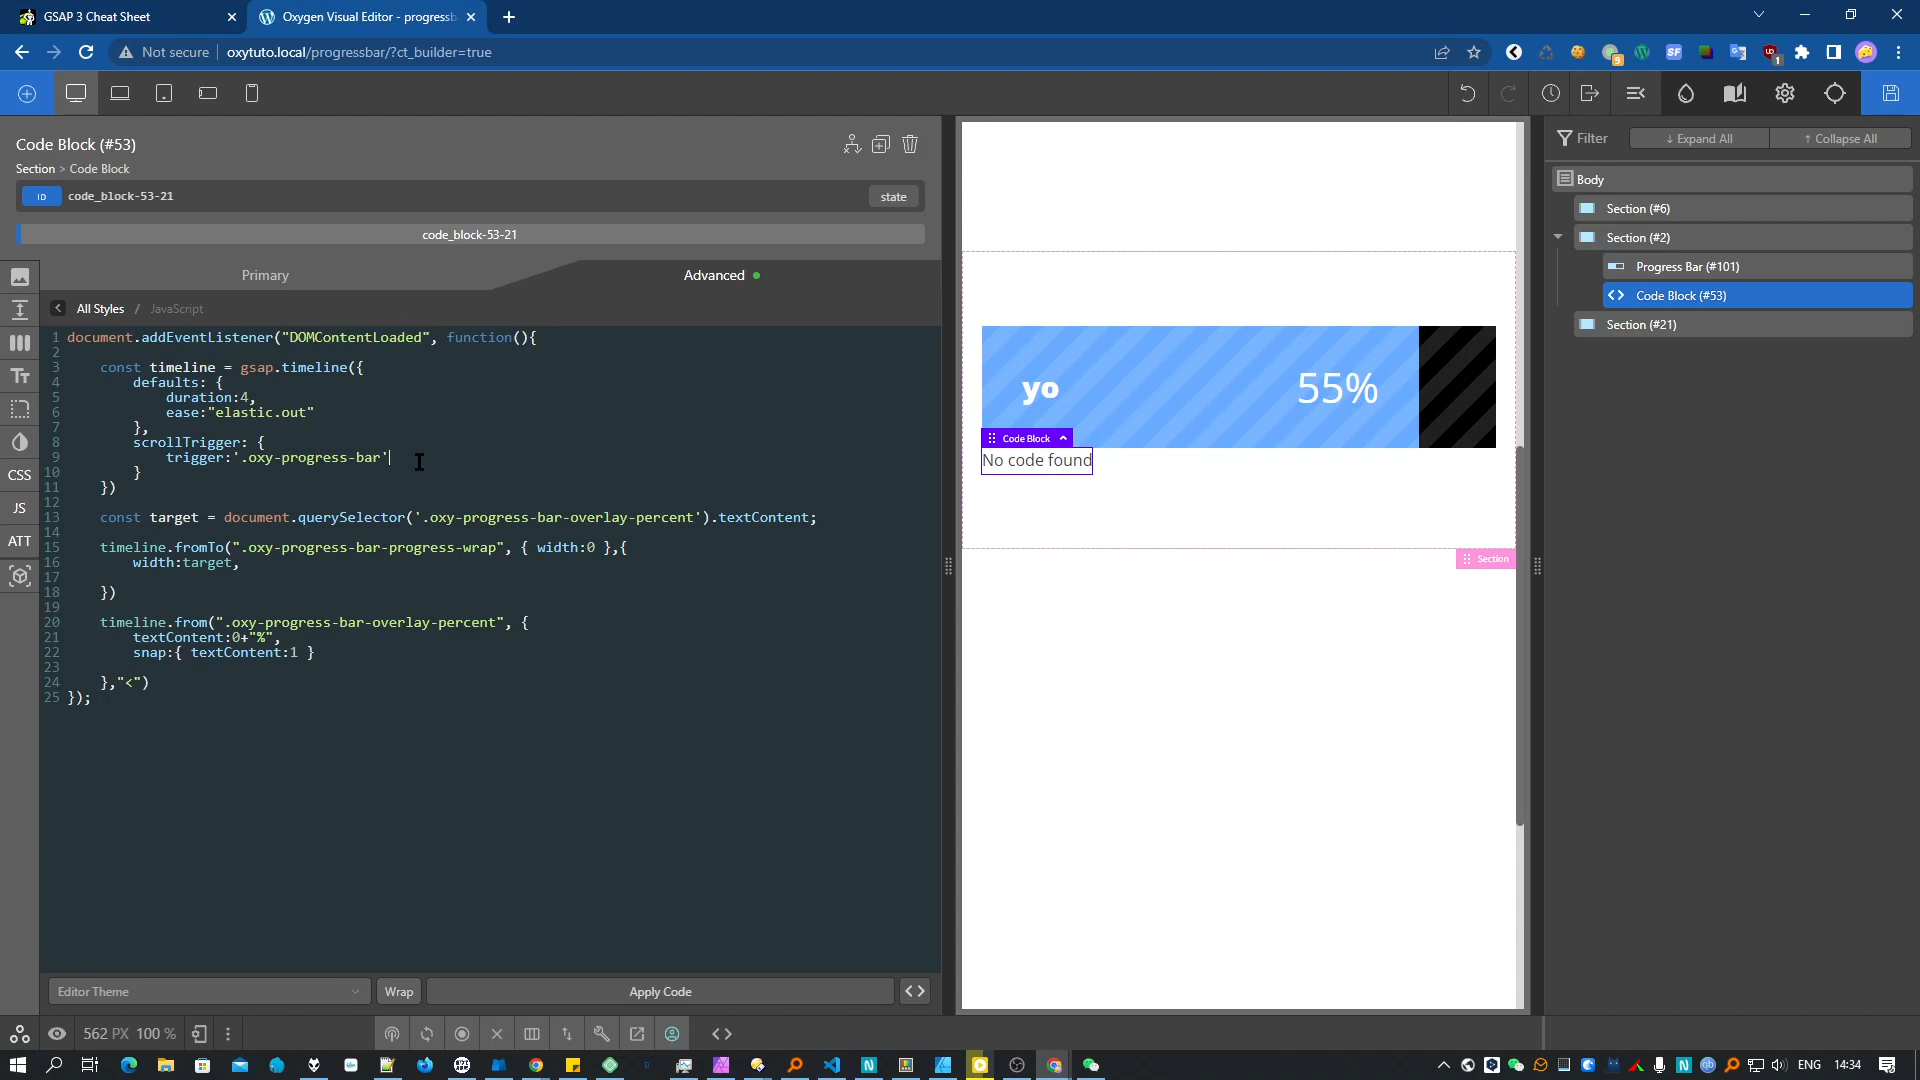 GSAP 3 Cheat Sheet
Oxygen Visual Editor - progressb
Not secure
oxytuto.local/progressbar/?ct_builder=true
9
1
Code Block (#53)
Section > Code Block
ID
code_block-53-21
state
code_block-53-21
Primary
Advanced
All Styles / JavaScript
1 document.addEventListener("DOMContentLoaded", function(){
2
3 const timeline = gsap.timeline({
4 defaults: {
5 duration:4,
6 ease:"elastic.out"
7 },
8 scrollTrigger: {
9 trigger:'.oxy-progress-bar'
10 }
11 })
12
13 const target = document.querySelector('.oxy-progress-bar-overlay-percent').textContent;
14
15 timeline.fromTo(".oxy-progress-bar-progress-wrap", { width:0 },{
16 width:target,
17
18 })
19
20 timeline.from(".oxy-progress-bar-overlay-percent", {
21 textContent:0+"%",
22 snap:{ textContent:1 }
23
24 },"<")
25 });
Tt
CSS
JS
ATT
Editor Theme
Wrap
Apply Code
562 PX 100 %
yo
55%
Code Block
No code found
Section
Filter
↓ Expand All
↑ Collapse All
Body
Section (#6)
Section (#2)
Progress Bar (#101)
Code Block (#53)
Section (#21)
ENG
14:34